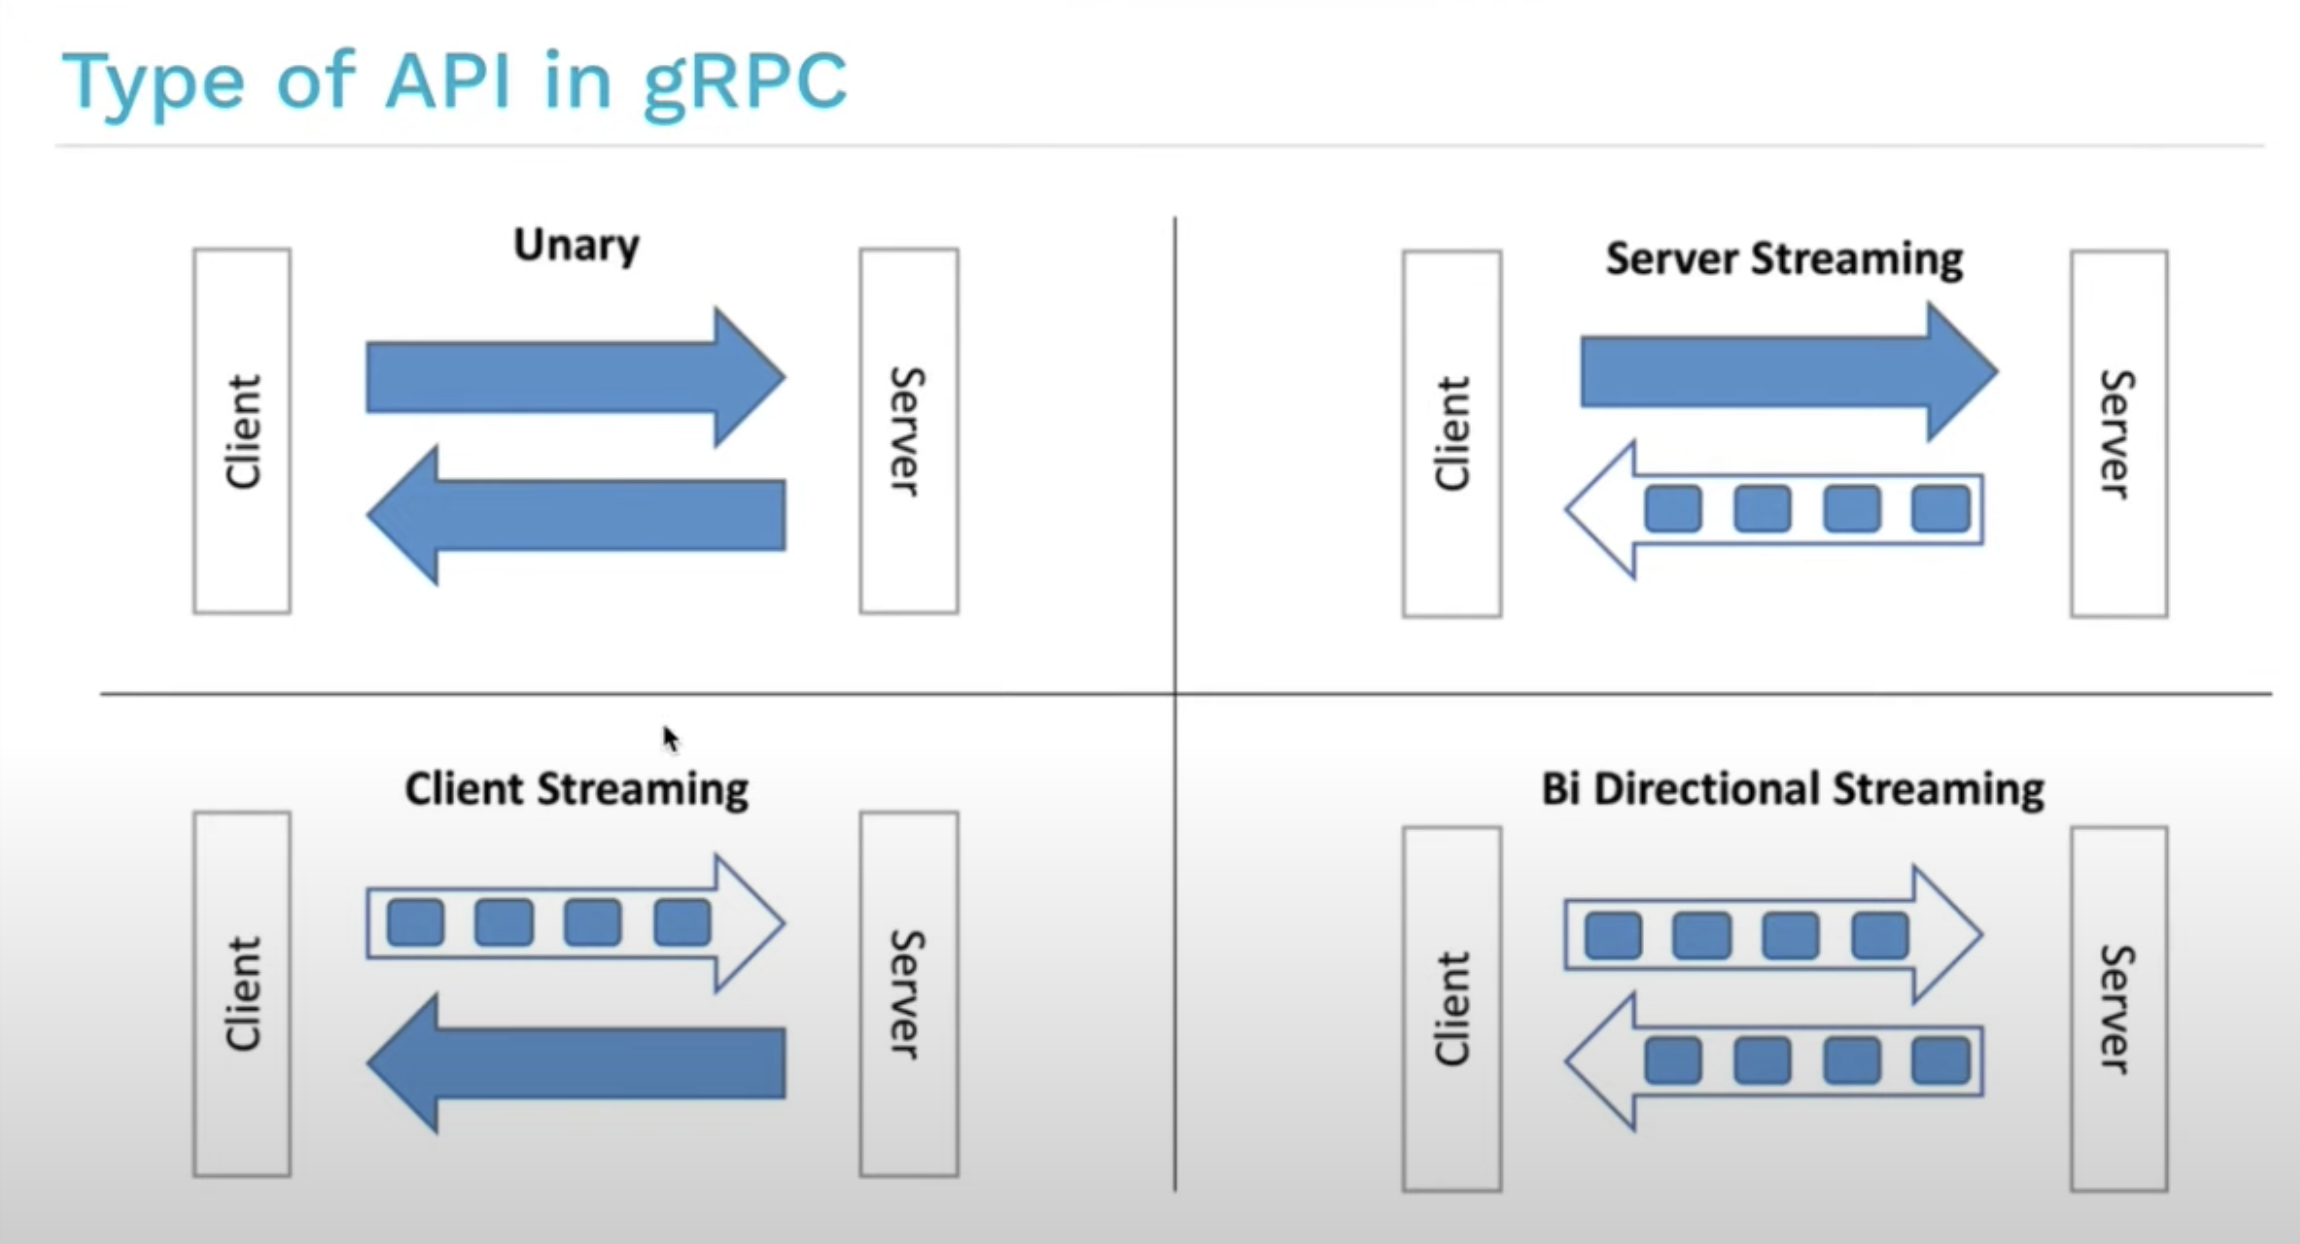 Type of API in gRPC
Unary
Client
Server
Server Streaming
Client
Server
Client Streaming
Client
Server
Bi Directional Streaming
Client
Server